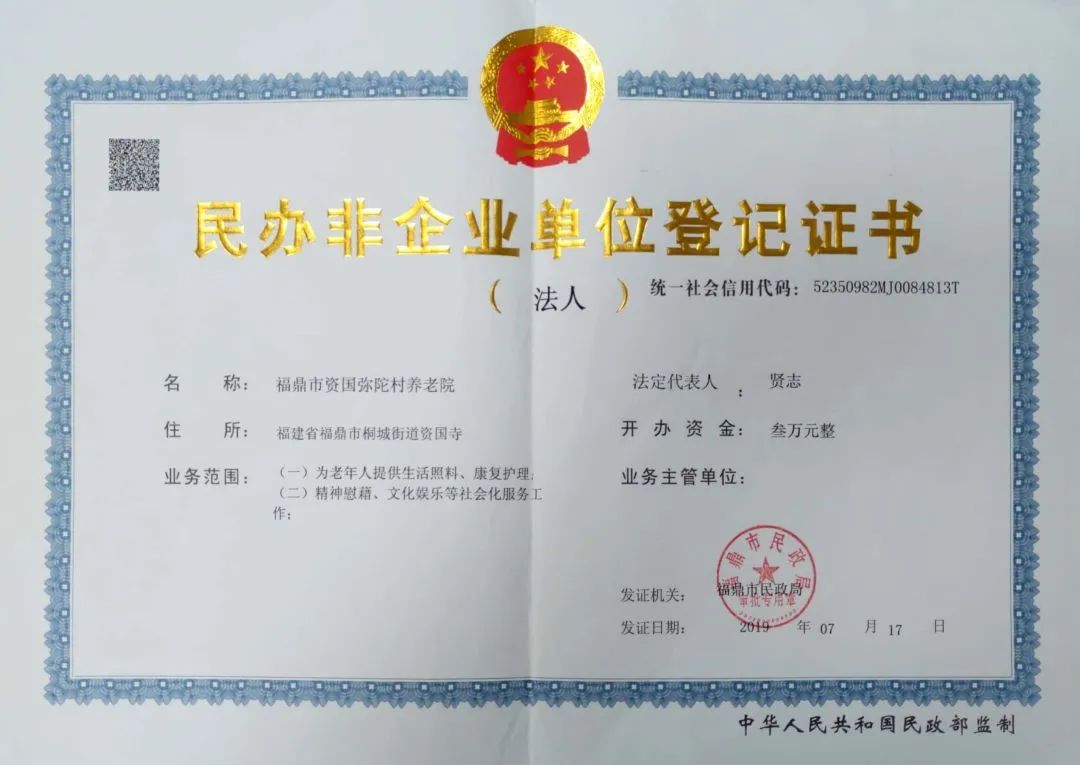 民办非企业单位登记证书
（ 法人 ）
统一社会信用代码：52350982MJ0084813T
名 称：福鼎市资国弥陀村养老院
法定代表人：贤志
住 所：福建省福鼎市桐城街道资国寺
开办资金：叁万元整
业务范围：（一）为老年人提供生活照料、康复护理；
（二）精神慰藉、文化娱乐等社会化服务工
作；
业务主管单位：
福鼎市民政局
审批专用章
发证机关：福鼎市民政局
发证日期：2019 年 07 月 17 日
中华人民共和国民政部监制